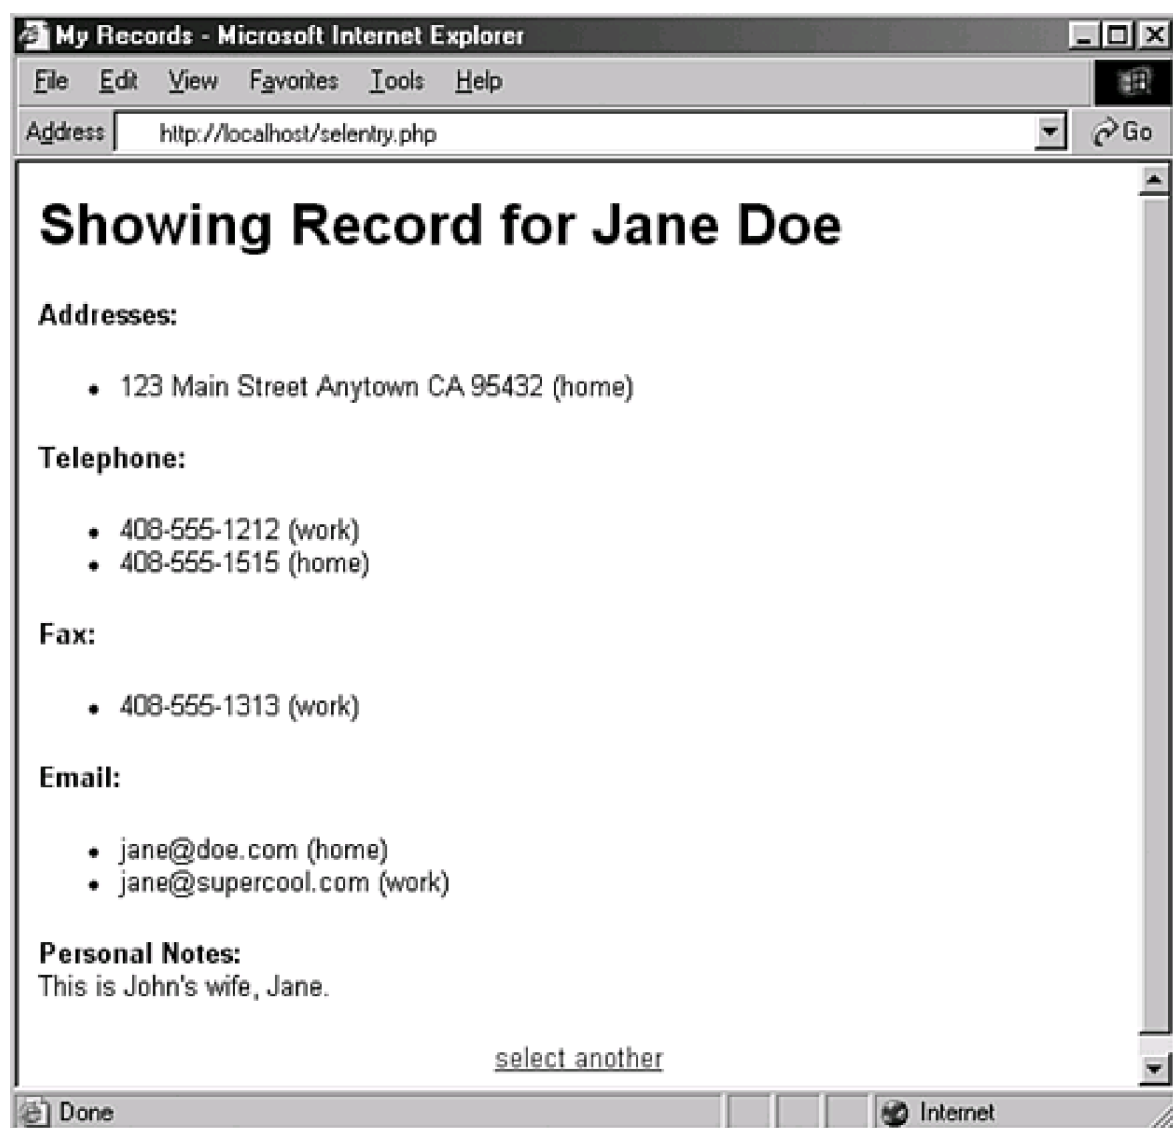 My Records - Microsoft Internet Explorer
File Edit View Favorites Tools Help
Address http://localhost/selentry.php Go
Showing Record for Jane Doe
Addresses:
• 123 Main Street Anytown CA 95432 (home)
Telephone:
• 408-555-1212 (work)
• 408-555-1515 (home)
Fax:
• 408-555-1313 (work)
Email:
• jane@doe.com (home)
• jane@supercool.com (work)
Personal Notes:
This is John's wife, Jane.
select another
Done Internet